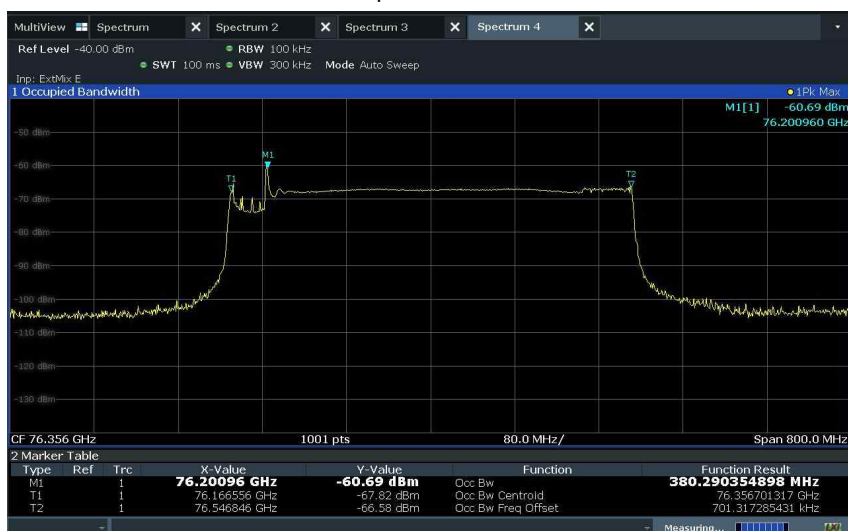 MultiView Spectrum X Spectrum 2 X Spectrum 3 X Spectrum 4 X
Ref Level -40.00 dBm RBW 100 kHz
SWT 100 ms VBW 300 kHz Mode Auto Sweep
Inp: ExtMix E
1 Occupied Bandwidth 1Pk Max
M1[1] -60.69 dBm
76.200960 GHz
-50 dBm
M1
-60 dBm
T1 T2
-70 dBm
-80 dBm
-90 dBm
-100 dBm
-110 dBm
-120 dBm
-130 dBm
CF 76.356 GHz 1001 pts 80.0 MHz/ Span 800.0 MHz
2 Marker Table
Type Ref Trc X-Value Y-Value Function Function Result
M1 1 76.20096 GHz -60.69 dBm Occ Bw 380.290354898 MHz
T1 1 76.166556 GHz -67.82 dBm Occ Bw Centroid 76.356701317 GHz
T2 1 76.546846 GHz -66.58 dBm Occ Bw Freq Offset 701.317285431 kHz
Measuring...